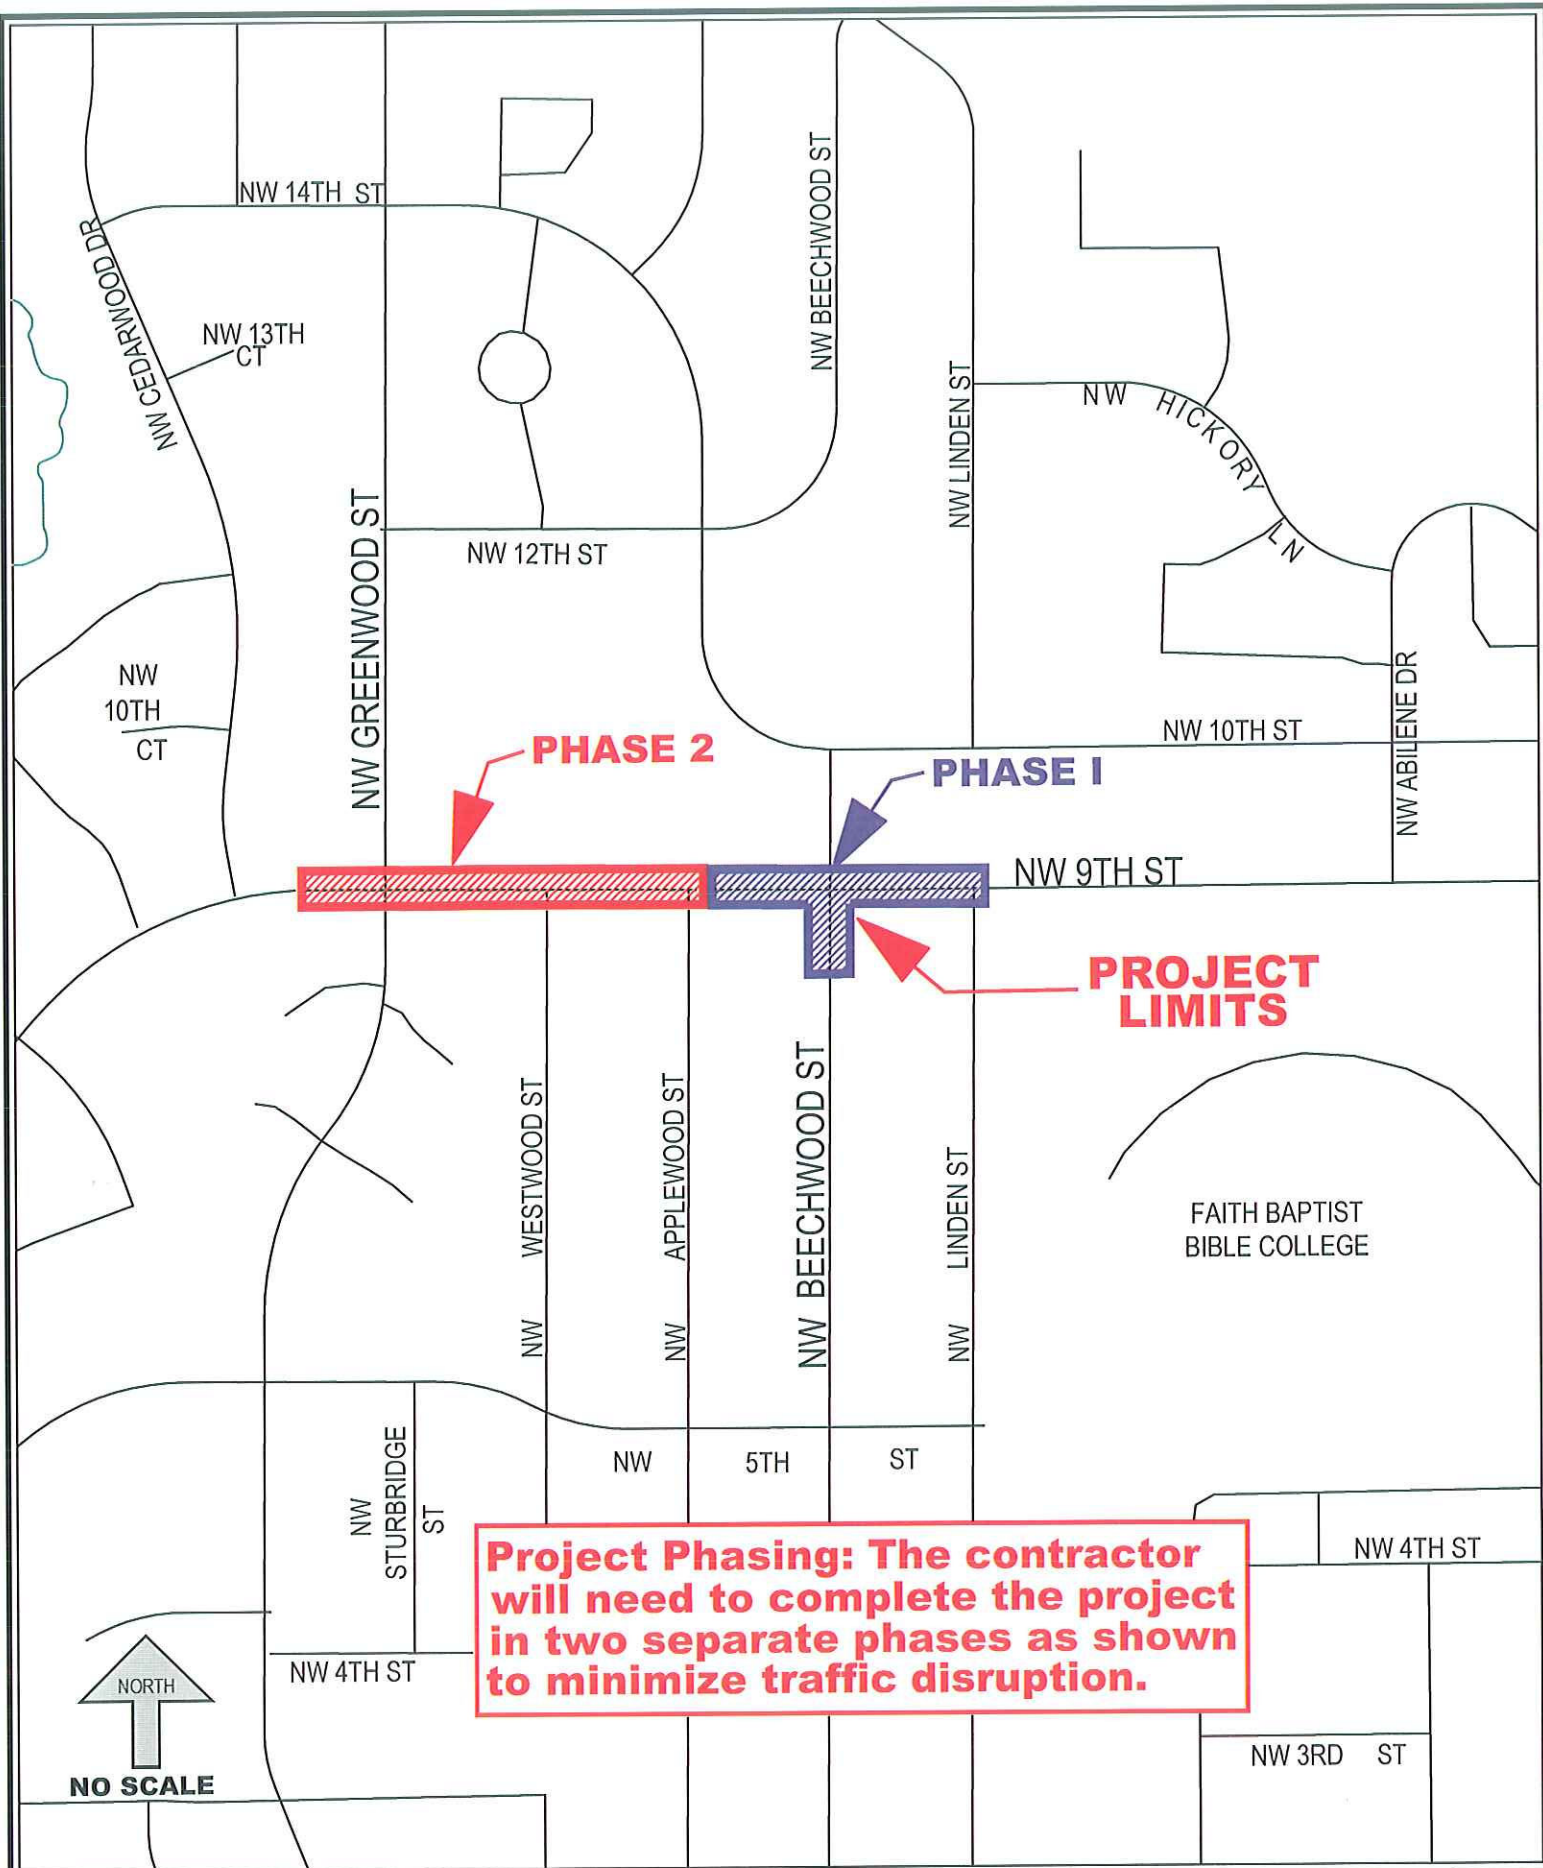 NW 14TH ST
NW BEECHWOOD ST
NW CEDARWOOD DR
NW 13TH
CT
NW LINDEN ST
NW HICKORY LN
NW GREENWOOD ST
NW 12TH ST
NW
10TH
CT
NW ABILENE DR
NW 10TH ST
PHASE 2
PHASE I
NW 9TH ST
PROJECT
LIMITS
NW WESTWOOD ST
NW APPLEWOOD ST
NW BEECHWOOD ST
NW LINDEN ST
FAITH BAPTIST
BIBLE COLLEGE
NW 5TH ST
NW
STURBRIDGE
ST
Project Phasing: The contractor
will need to complete the project
in two separate phases as shown
to minimize traffic disruption.
NW 4TH ST
NW 4TH ST
NORTH
NO SCALE
NW 3RD ST